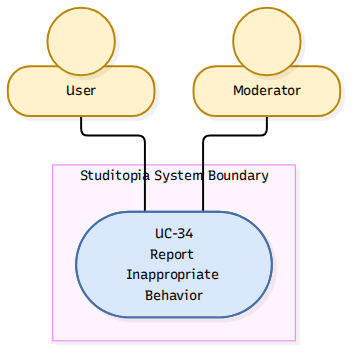 User
Moderator
Studitopia System Boundary
UC-34
Report
Inappropriate
Behavior